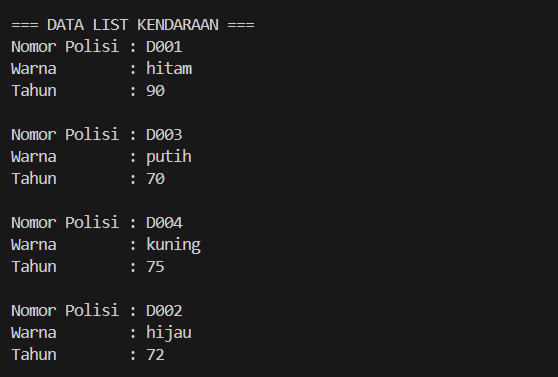 === DATA LIST KENDARAAN ===
Nomor Polisi : D001
Warna        : hitam
Tahun        : 90

Nomor Polisi : D003
Warna        : putih
Tahun        : 70

Nomor Polisi : D004
Warna        : kuning
Tahun        : 75

Nomor Polisi : D002
Warna        : hijau
Tahun        : 72